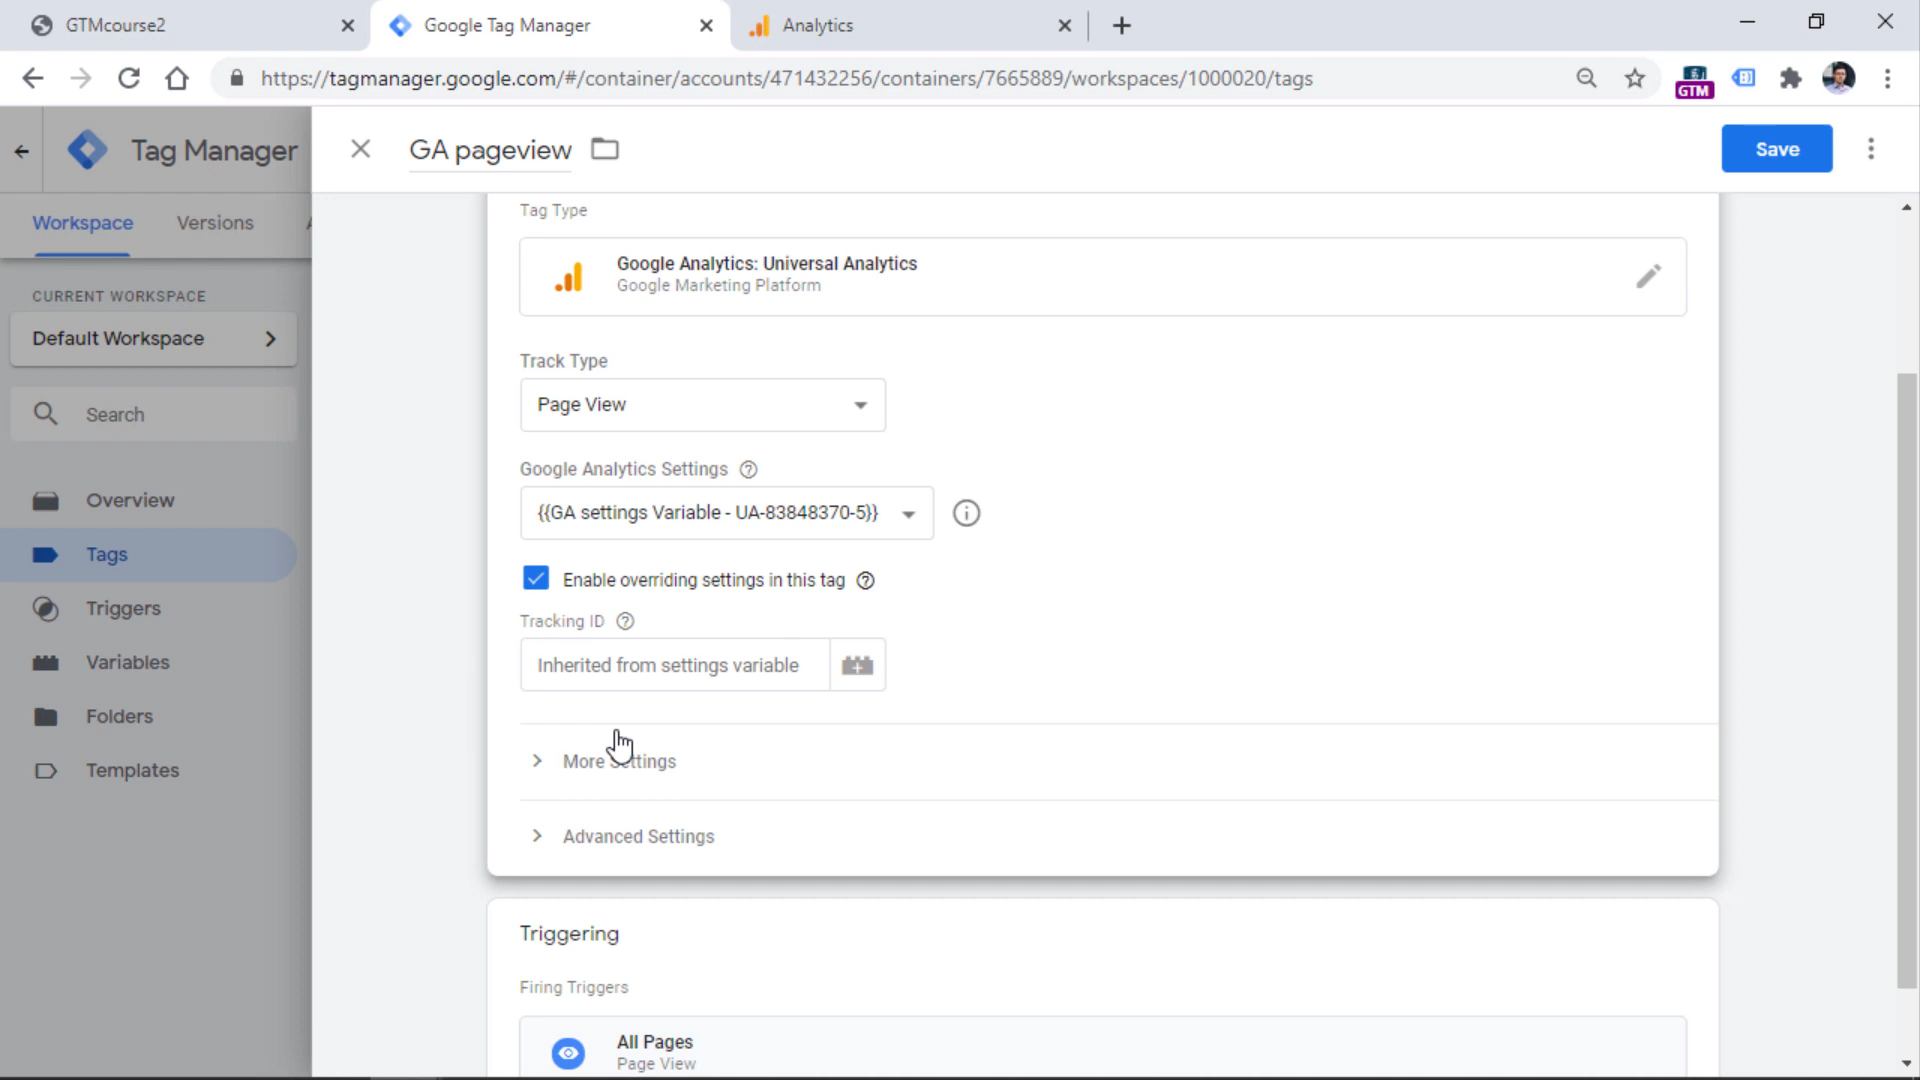 GTMcourse2
Google Tag Manager
Analytics
https://tagmanager.google.com/#/container/accounts/471432256/containers/7665889/workspaces/1000020/tags
GTM
Tag Manager
GA pageview
Save
Workspace
Versions
CURRENT WORKSPACE
Default Workspace
Search
Overview
Tags
Triggers
Variables
Folders
Templates
Tag Type
Google Analytics: Universal Analytics
Google Marketing Platform
Track Type
Page View
Google Analytics Settings
{{GA settings Variable - UA-83848370-5}}
Enable overriding settings in this tag
Tracking ID
Inherited from settings variable
More Settings
Advanced Settings
Triggering
Firing Triggers
All Pages
Page View